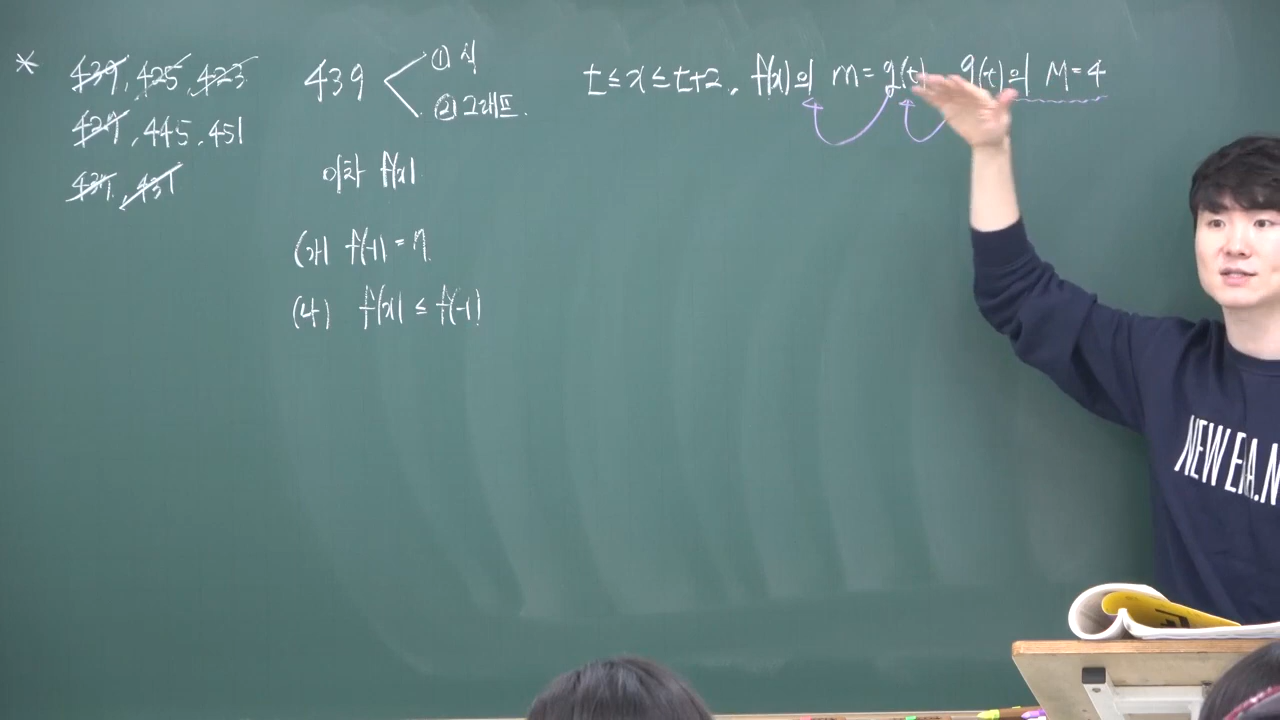 * 439, 425, 423
429, 445, 451
437, 431
439 ① 식
② 그래프.
이차 f(x)
(가) f(-1) = 7.
(나) f(x) ≤ f(-1)
t ≤ x ≤ t+2, f(x)의 m = g(t) g(t)의 M = 4
NEW ERA.N